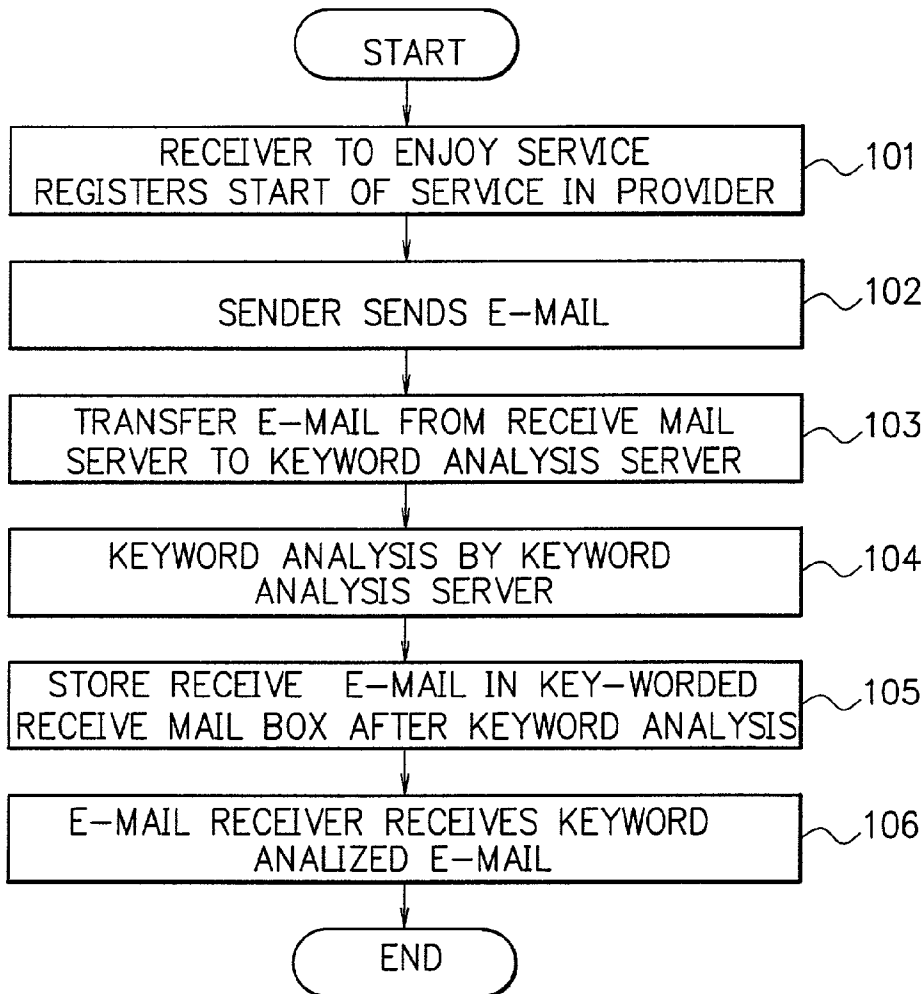 START
RECEIVER TO ENJOY SERVICE
REGISTERS START OF SERVICE IN PROVIDER
101
SENDER SENDS E-MAIL
102
TRANSFER E-MAIL FROM RECEIVE MAIL
SERVER TO KEYWORD ANALYSIS SERVER
103
KEYWORD ANALYSIS BY KEYWORD
ANALYSIS SERVER
104
STORE RECEIVE E-MAIL IN KEY-WORDED
RECEIVE MAIL BOX AFTER KEYWORD ANALYSIS
105
E-MAIL RECEIVER RECEIVES KEYWORD
ANALIZED E-MAIL
106
END